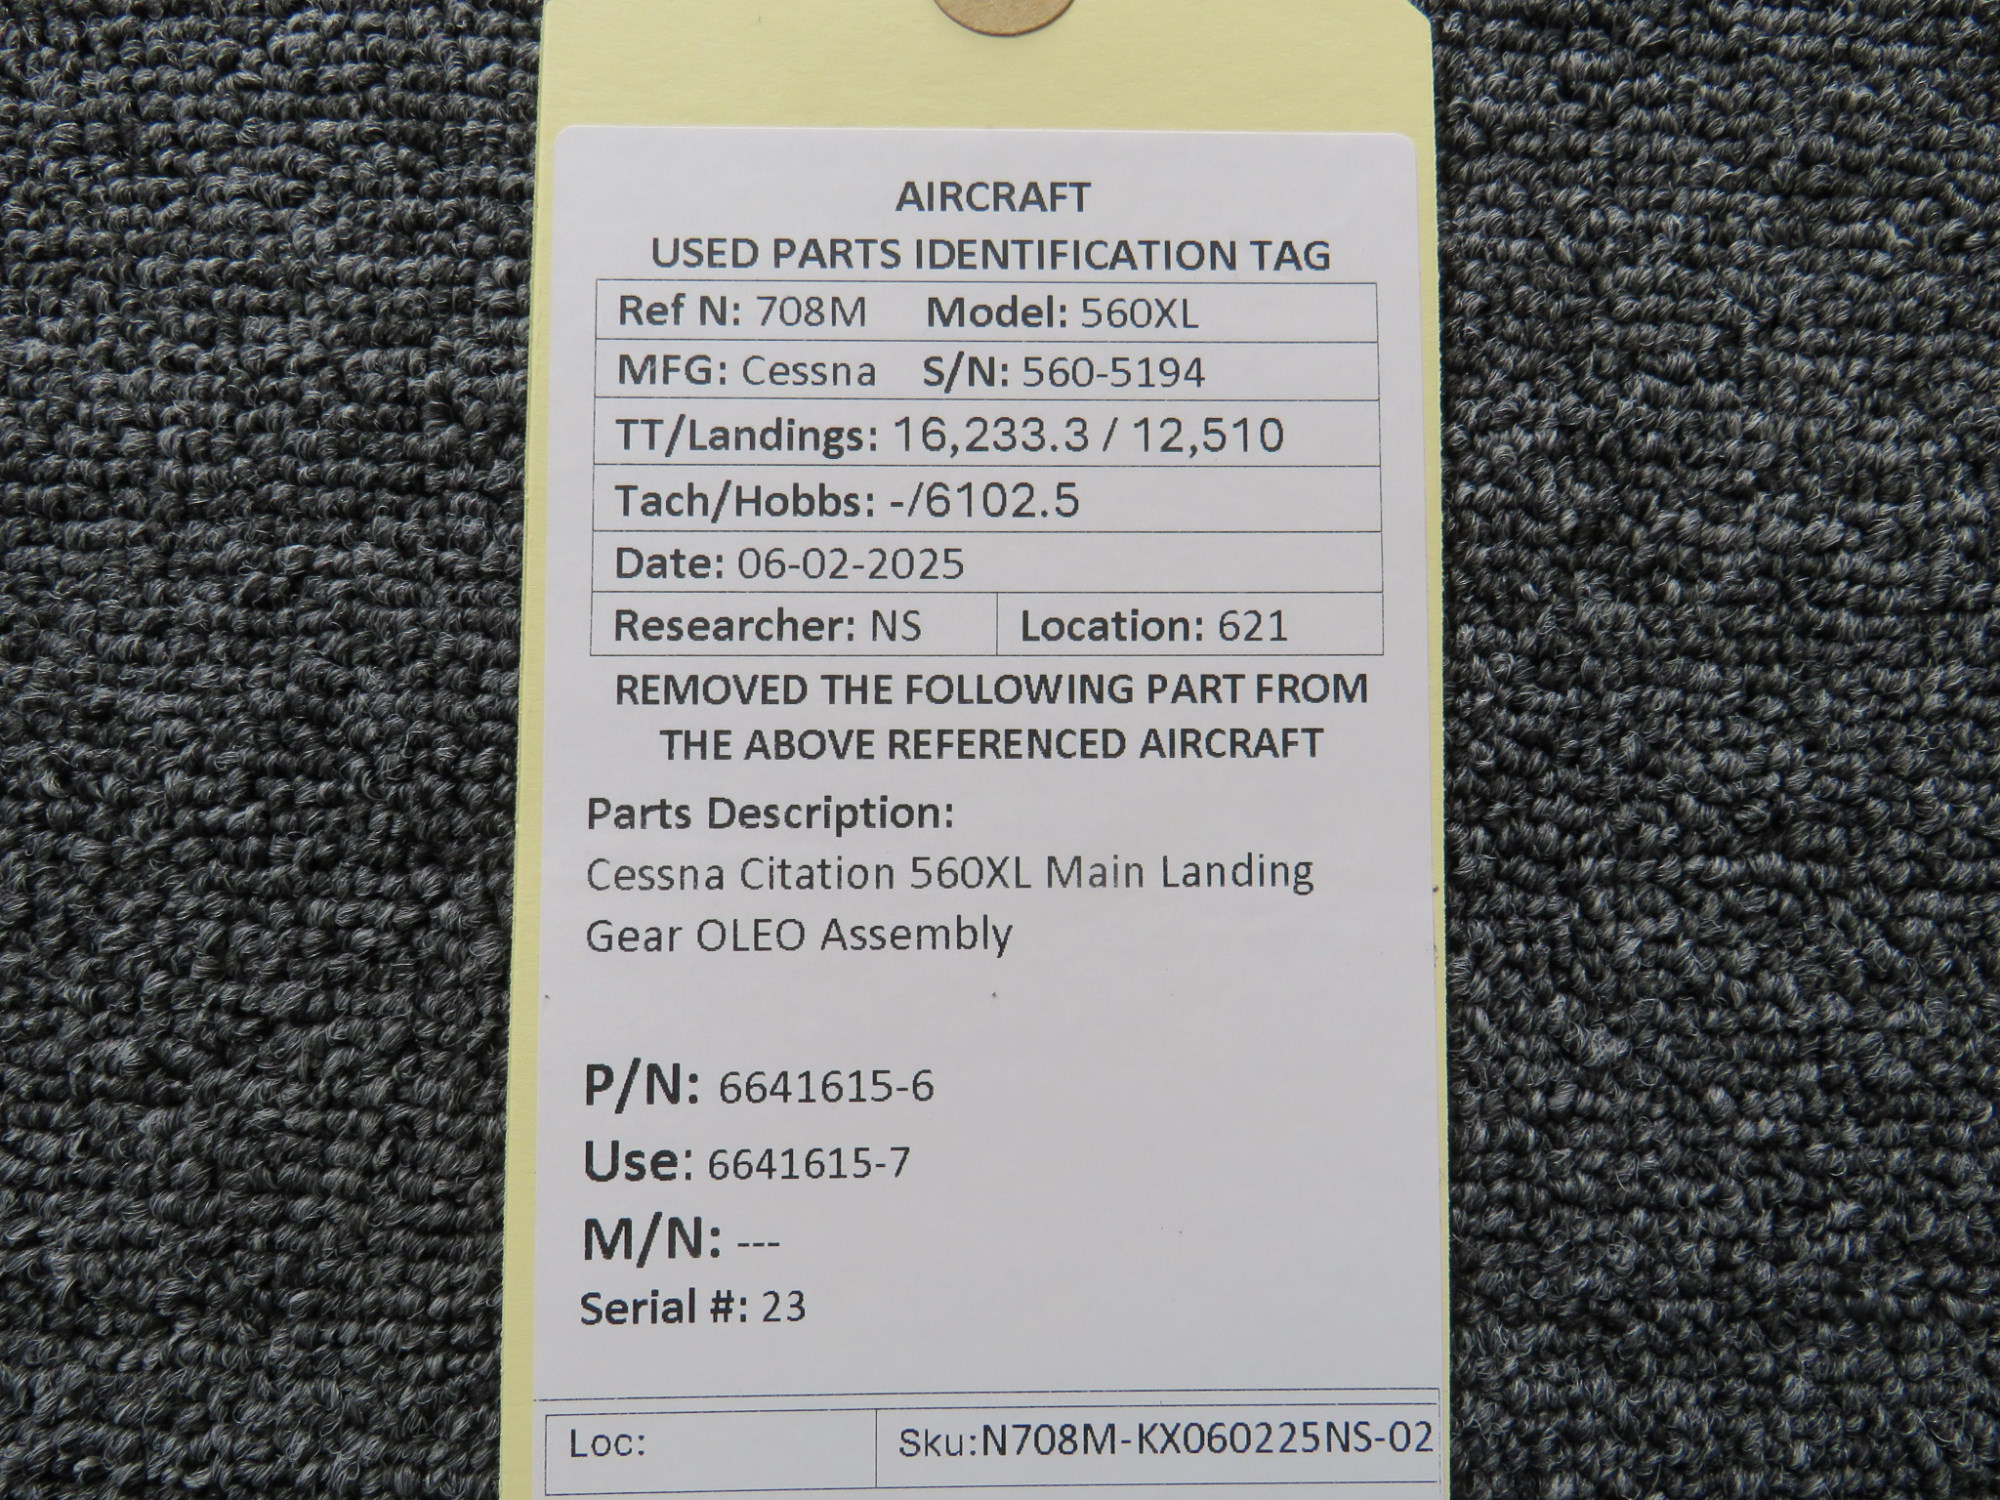 AIRCRAFT
USED PARTS IDENTIFICATION TAG
Ref N: 708M Model: 560XL
MFG: Cessna S/N: 560-5194
TT/Landings: 16,233.3 / 12,510
Tach/Hobbs: -/6102.5
Date: 06-02-2025
Researcher: NS Location: 621
REMOVED THE FOLLOWING PART FROM
THE ABOVE REFERENCED AIRCRAFT
Parts Description:
Cessna Citation 560XL Main Landing
Gear OLEO Assembly
P/N: 6641615-6
Use: 6641615-7
M/N: ---
Serial #: 23
Loc: Sku:N708M-KX060225NS-02